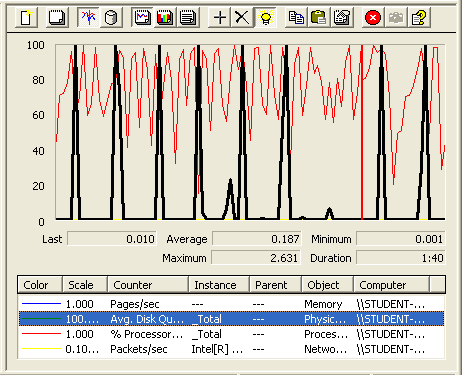 100
80
60
40
20
0
Last 0.010 Average 0.187 Minimum 0.001
Maximum 2.631 Duration 1:40
Color Scale Counter Instance Parent Object Computer
1.000 Pages/sec --- --- Memory \\STUDENT-...
100.... Avg. Disk Qu... _Total --- Physic... \\STUDENT-...
1.000 % Processor... _Total --- Proces... \\STUDENT-...
0.10... Packets/sec Intel[R] ... --- Netwo... \\STUDENT-...